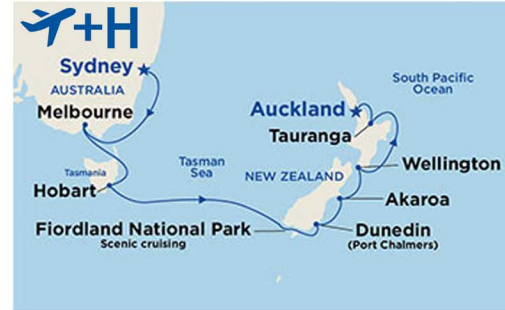 +H
Sydney
AUSTRALIA
Melbourne
Tasmania
Hobart
Tasman
Sea
Fiordland National Park
Scenic cruising
NEW ZEALAND
Auckland
Tauranga
South Pacific
Ocean
Wellington
Akaroa
Dunedin
(Port Chalmers)